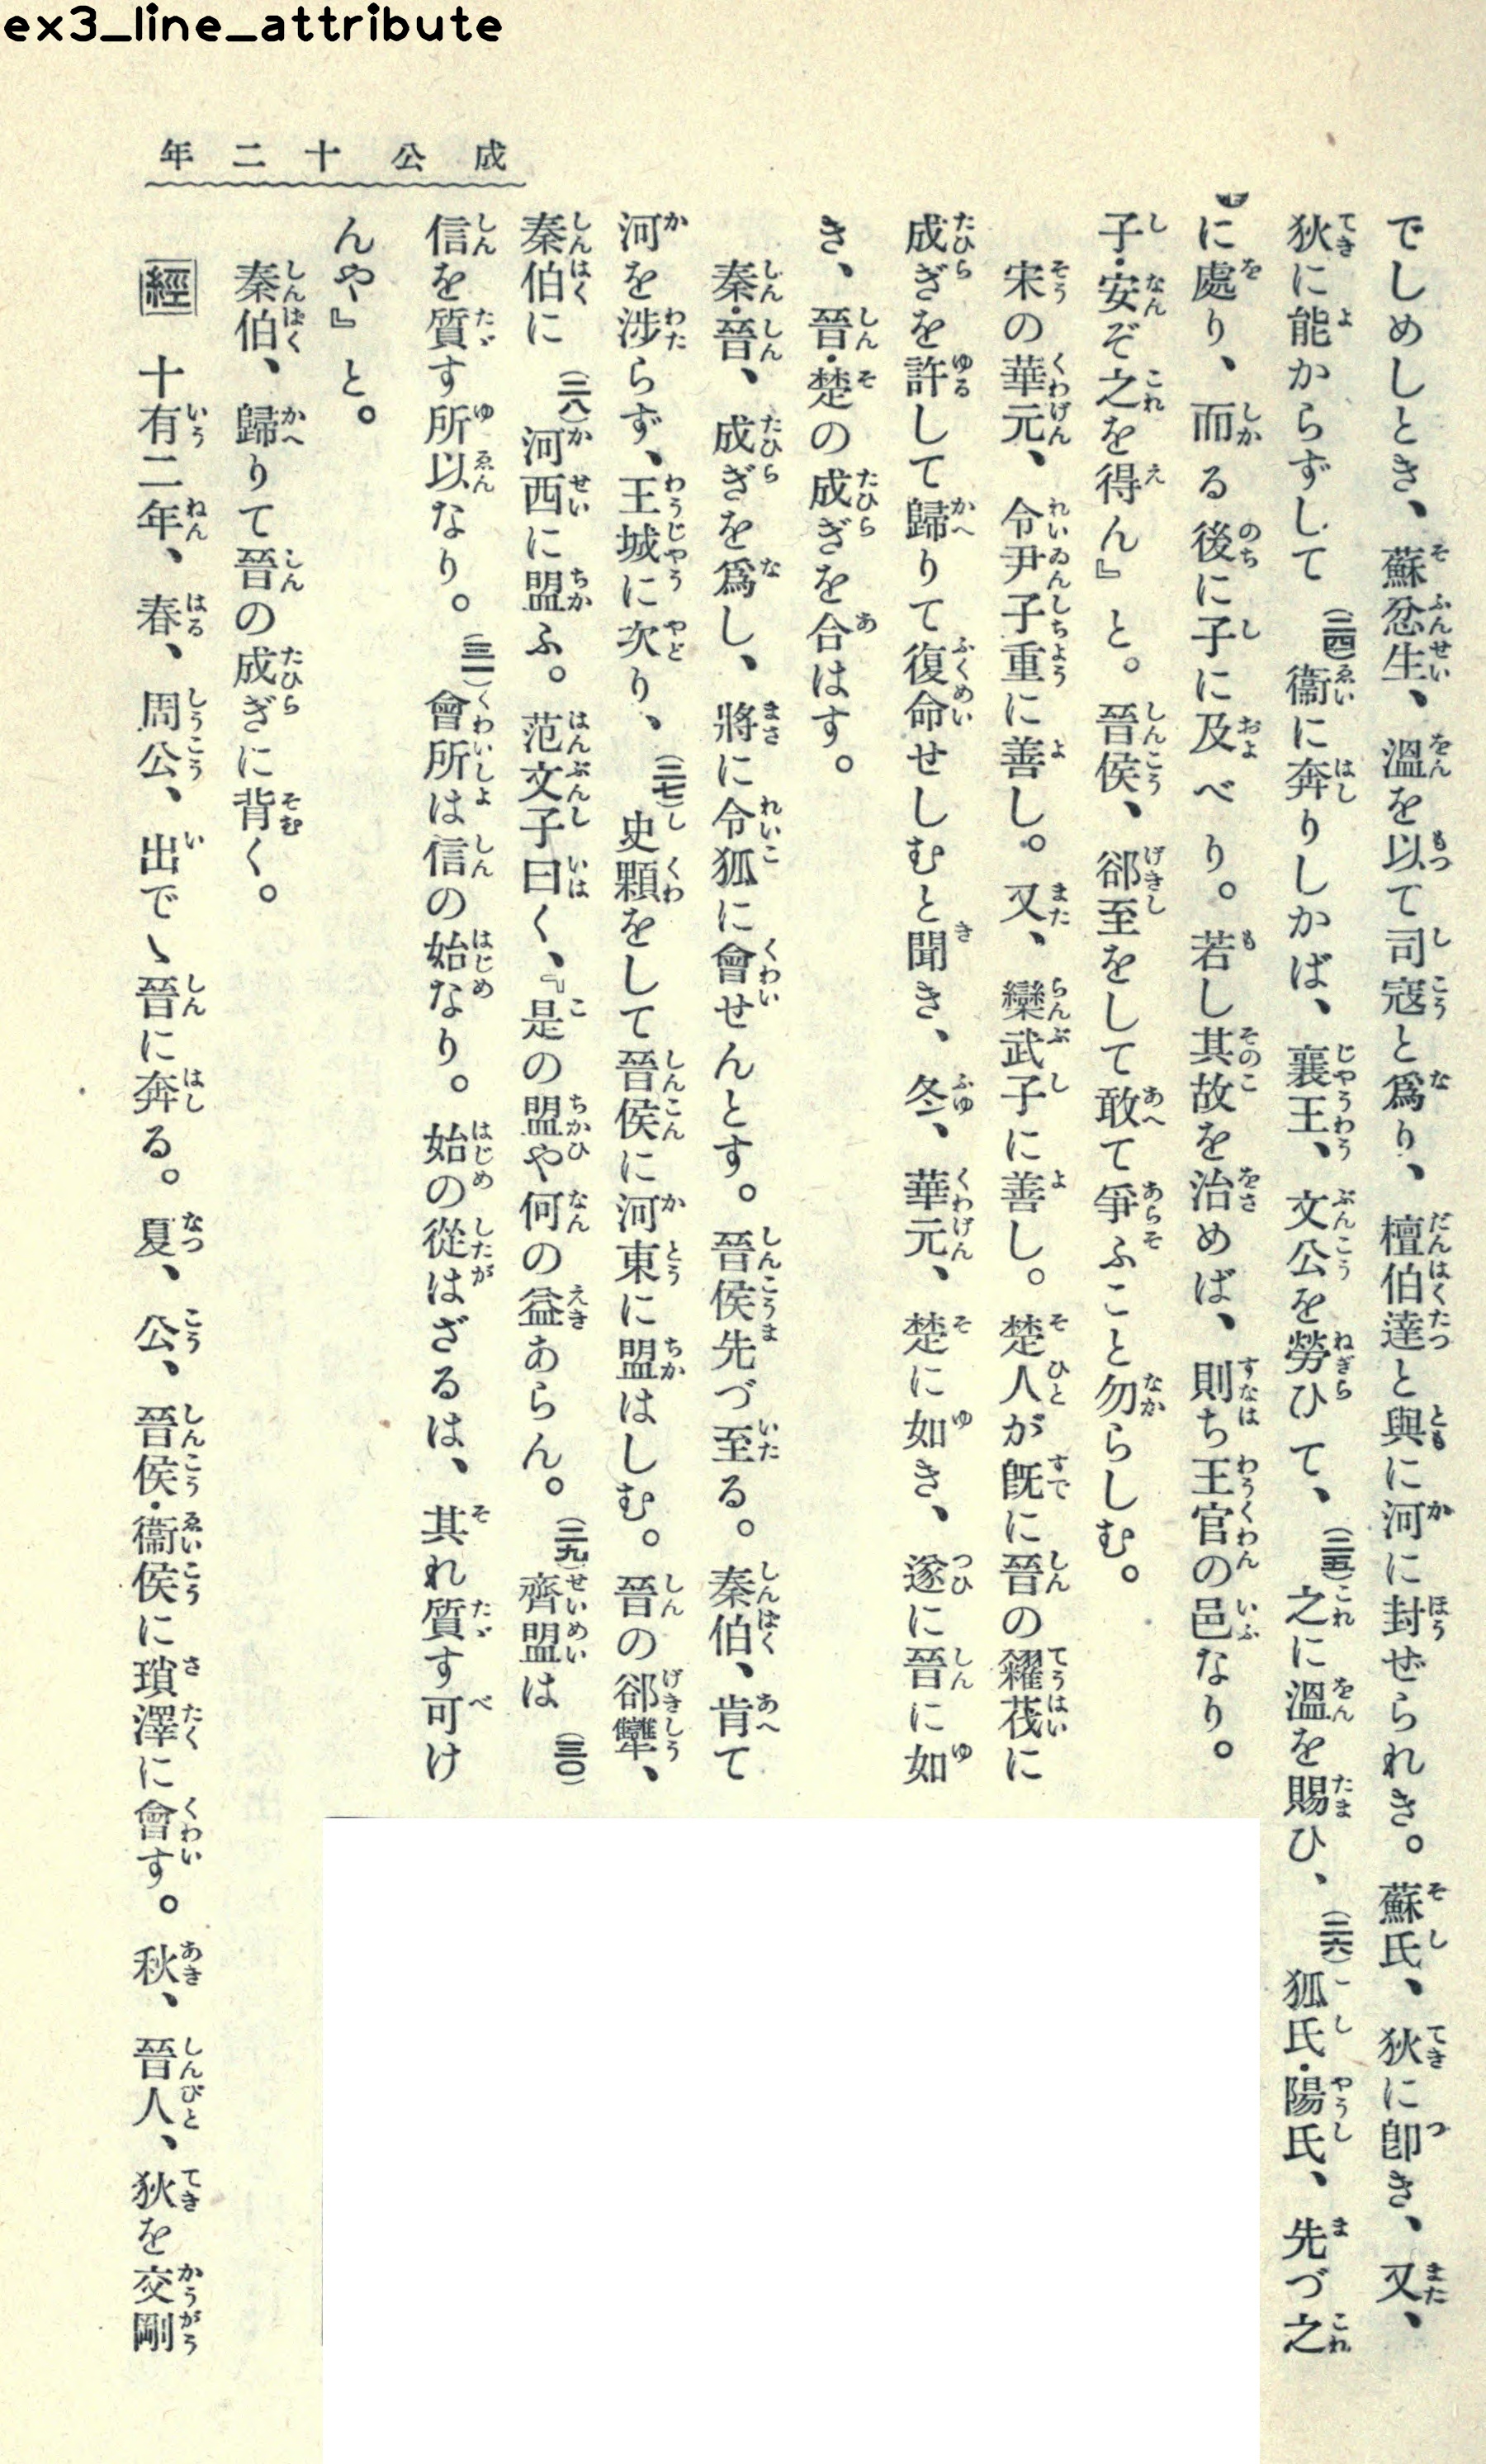 ex3_line_attribute
成公十二年
でしめしとき、蘇忿生、溫を以て司寇と爲り、檀伯達と與に河に封ぜられき。蘇氏、狄に卽き、又、
狄に能からずして(二四)衞に奔りしかば、襄王、文公を勞ひて、(二五)之に溫を賜ひ、(二六)狐氏・陽氏、先づ之
に處り、而る後に子に及べり。若し其故を治めば、則ち王官の邑なり。
子・安ぞ之を得ん』と。晉侯、郤至をして敢て爭ふこと勿らしむ。
宋の華元、令尹子重に善し。又、欒武子に善し。楚人が旣に晉の糴茷に
成ぎを許して歸りて復命せしむと聞き、冬、華元、楚に如き、遂に晉に如
き、晉・楚の成ぎを合はす。
秦・晉、成ぎを爲し、將に令狐に會せんとす。晉侯先づ至る。秦伯、肯て
河を涉らず、王城に次り、(二七)史顆をして晉侯に河東に盟はしむ。晉の郤犨、
秦伯に(二八)河西に盟ふ。范文子曰く、『是の盟や何の益あらん。(二九)齊盟は(三〇)
信を質す所以なり。(三一)會所は信の始なり。始の從はざるは、其れ質す可け
んや』と。
秦伯、歸りて晉の成ぎに背く。
經 十有二年、春、周公、出でゝ晉に奔る。夏、公、晉侯・衞侯に瑣澤に會す。秋、晉人、狄を交剛